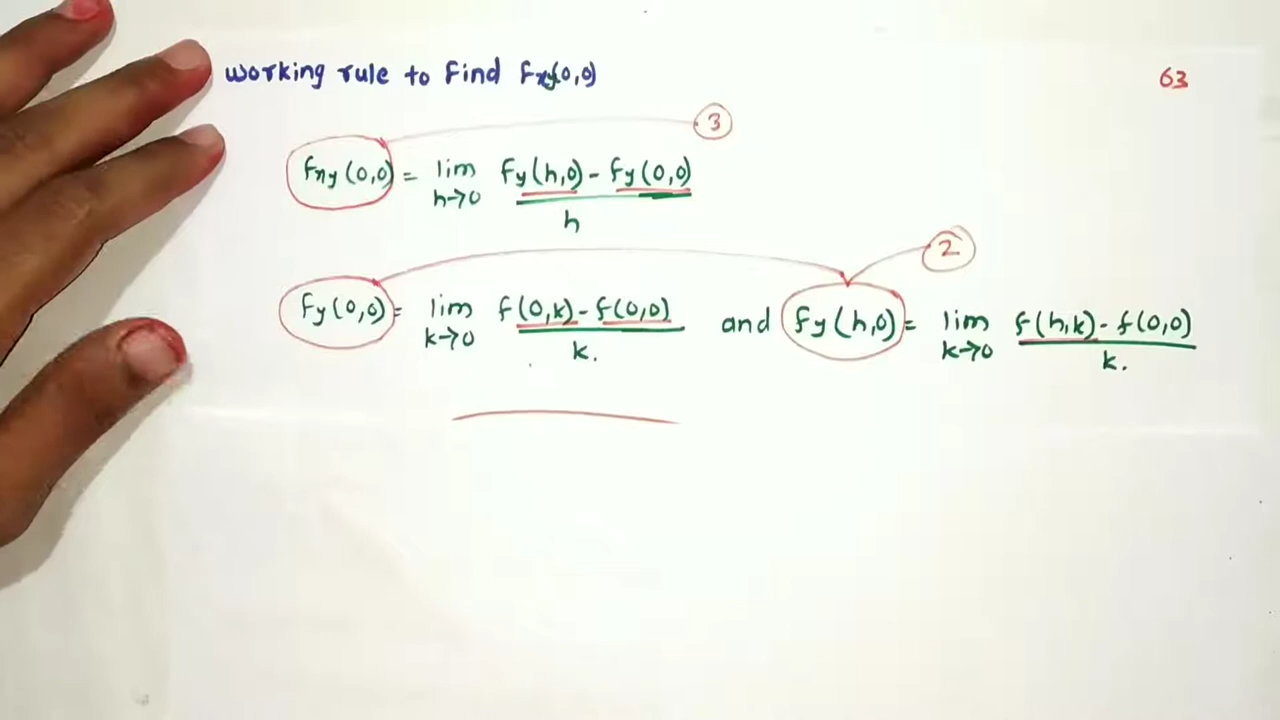 working rule to Find Fxy(0,0)
63
3
Fxy (0,0) = lim h→0 Fy(h,0) - Fy(0,0) / h
2
Fy(0,0) = lim k→0 f(0,k) - f(0,0) / k. and fy(h,0) = lim k→0 f(h,k) - f(0,0) / k.